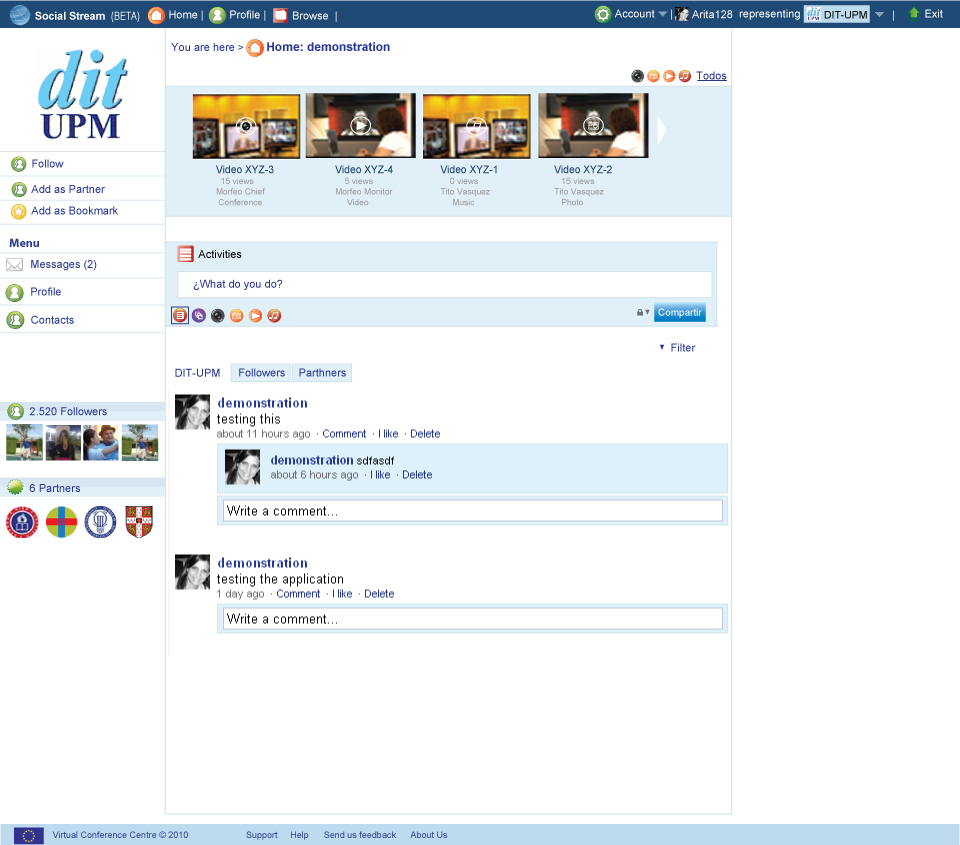 Social Stream (BETA) Home | Profile | Browse |
Account | Arita128 representing dit UPM DIT-UPM | Exit
dit
UPM
You are here > Home: demonstration
Todos
Video XYZ-3
15 views
Morfeo Chief
Conference
Video XYZ-4
5 views
Morfeo Monitor
Video
Video XYZ-1
0 views
Tito Vasquez
Music
Video XYZ-2
15 views
Tito Vasquez
Photo
Follow
Add as Partner
Add as Bookmark
Menu
Messages (2)
Profile
Contacts
2.520 Followers
6 Partners
Activities
¿What do you do?
Compartir
Filter
DIT-UPM Followers Parthners
demonstration
testing this
about 11 hours ago · Comment · I like · Delete
demonstration sdfasdf
about 6 hours ago · I like · Delete
Write a comment...
demonstration
testing the application
1 day ago · Comment · I like · Delete
Write a comment...
Virtual Conference Centre © 2010 Support Help Send us feedback About Us